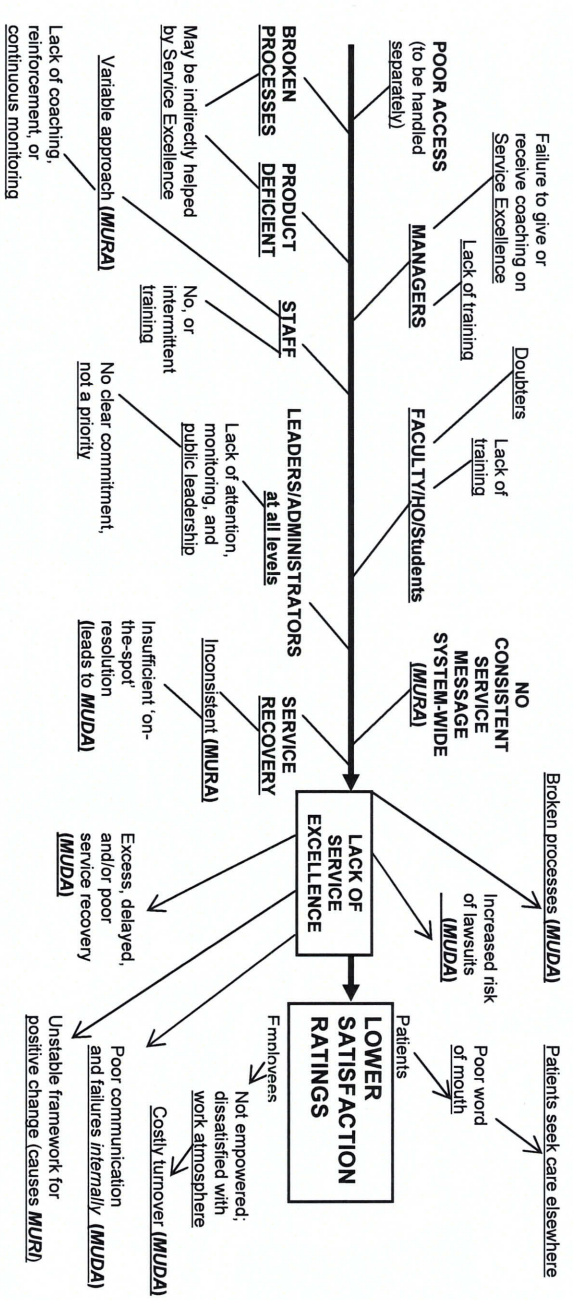 Failure to give or
receive coaching on
Service Excellence
Lack of training
MANAGERS
POOR ACCESS
(to be handled
separately)
Doubters
Lack of
training
FACULTY/HO/Students
NO
CONSISTENT
SERVICE
MESSAGE
SYSTEM-WIDE
(MURA)
BROKEN
PROCESSES
PRODUCT
DEFICIENT
May be indirectly helped
by Service Excellence
STAFF
Variable approach (MURA)
Lack of coaching,
reinforcement, or
continuous monitoring
No, or
intermittent
training
LEADERS/ADMINISTRATORS
at all levels
Lack of attention,
monitoring, and
public leadership
No clear commitment,
not a priority
SERVICE
RECOVERY
Inconsistent (MURA)
Insufficient 'on-
the-spot'
resolution
(leads to MUDA)
LACK OF
SERVICE
EXCELLENCE
Broken processes (MUDA)
Increased risk
of lawsuits
(MUDA)
Excess, delayed,
and/or poor
service recovery
(MUDA)
Poor communication
and failures internally (MUDA)
Unstable framework for
positive change (causes MURI)
LOWER
SATISFACTION
RATINGS
Patients
Poor word
of mouth
Patients seek care elsewhere
Employees
Not empowered;
dissatisfied with
work atmosphere
Costly turnover (MUDA)